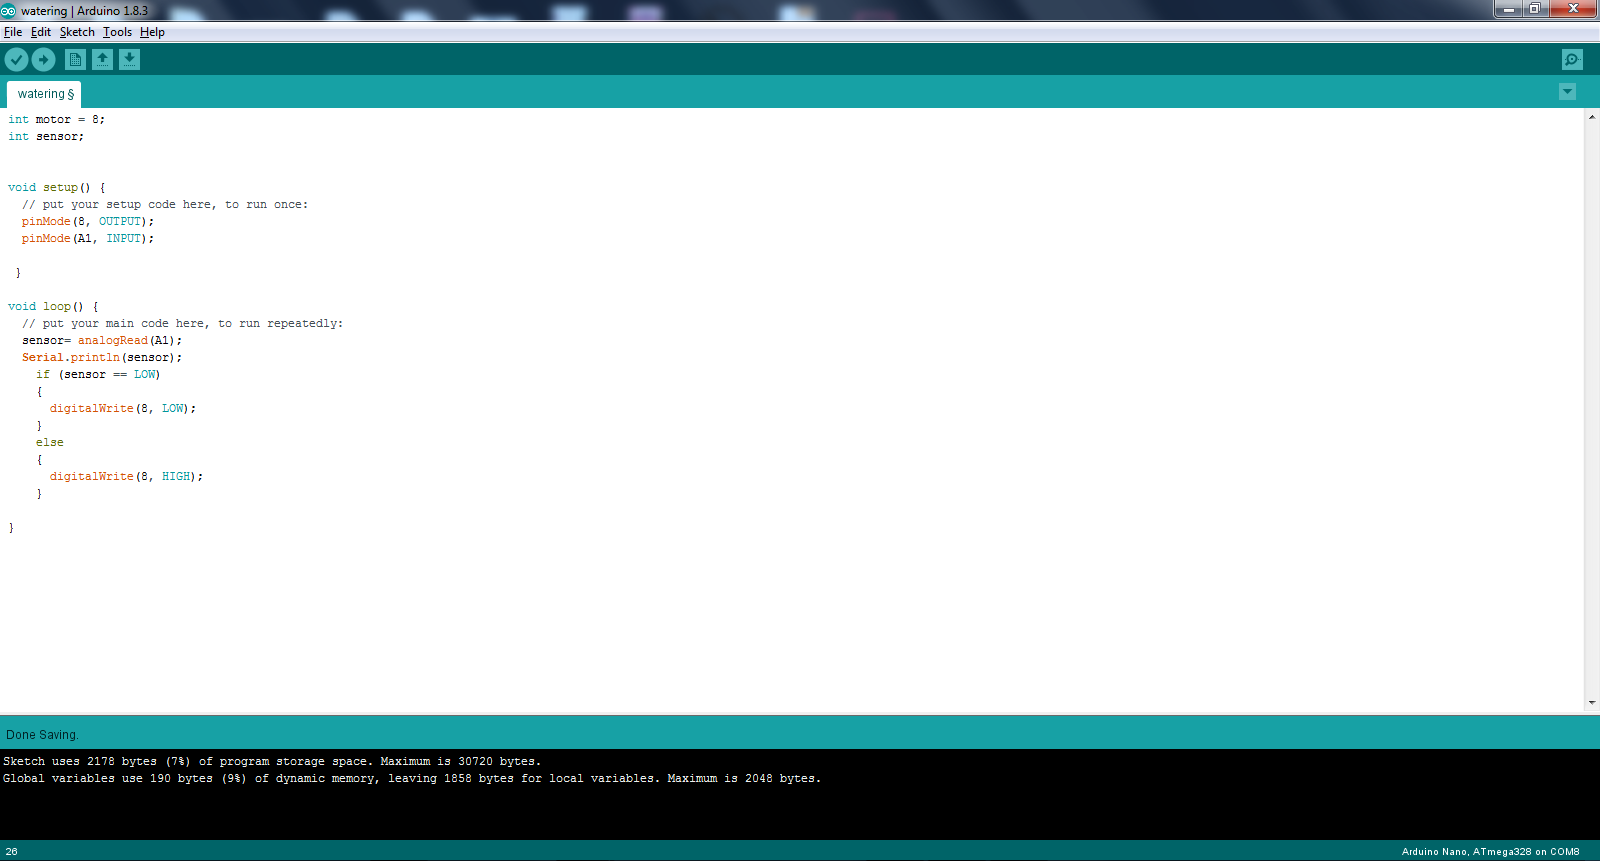 watering | Arduino 1.8.3
File Edit Sketch Tools Help
watering §
int motor = 8;
int sensor;
void setup() {
// put your setup code here, to run once:
pinMode(8, OUTPUT);
pinMode(A1, INPUT);
}
void loop() {
// put your main code here, to run repeatedly:
sensor= analogRead(A1);
Serial.println(sensor);
if (sensor == LOW)
{
digitalWrite(8, LOW);
}
else
{
digitalWrite(8, HIGH);
}
}
Done Saving.
Sketch uses 2178 bytes (7%) of program storage space. Maximum is 30720 bytes.
Global variables use 190 bytes (9%) of dynamic memory, leaving 1858 bytes for local variables. Maximum is 2048 bytes.
26
Arduino Nano, ATmega328 on COM8